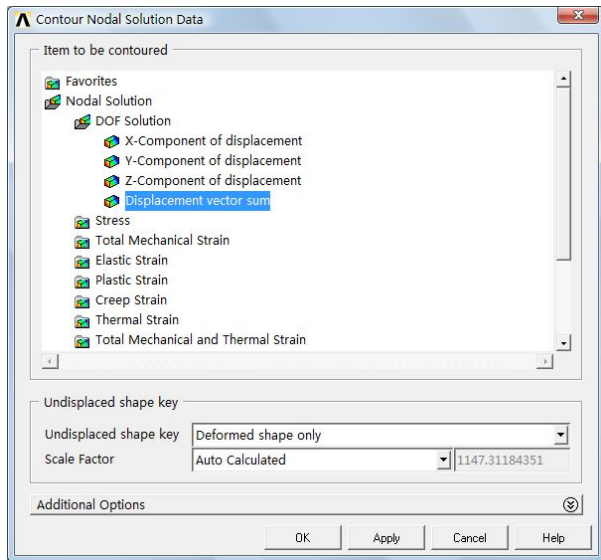 Contour Nodal Solution Data
Item to be contoured
Favorites
Nodal Solution
DOF Solution
X-Component of displacement
Y-Component of displacement
Z-Component of displacement
Displacement vector sum
Stress
Total Mechanical Strain
Elastic Strain
Plastic Strain
Creep Strain
Thermal Strain
Total Mechanical and Thermal Strain
Undisplaced shape key
Undisplaced shape key Deformed shape only
Scale Factor Auto Calculated 1147.31184351
Additional Options
OK Apply Cancel Help